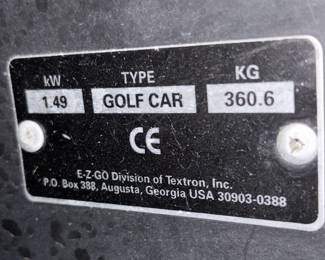 kW TYPE KG
1.49 GOLF CAR 360.6
CE
E-Z-GO Division of Textron, Inc.
P.O. Box 388, Augusta, Georgia USA 30903-0388